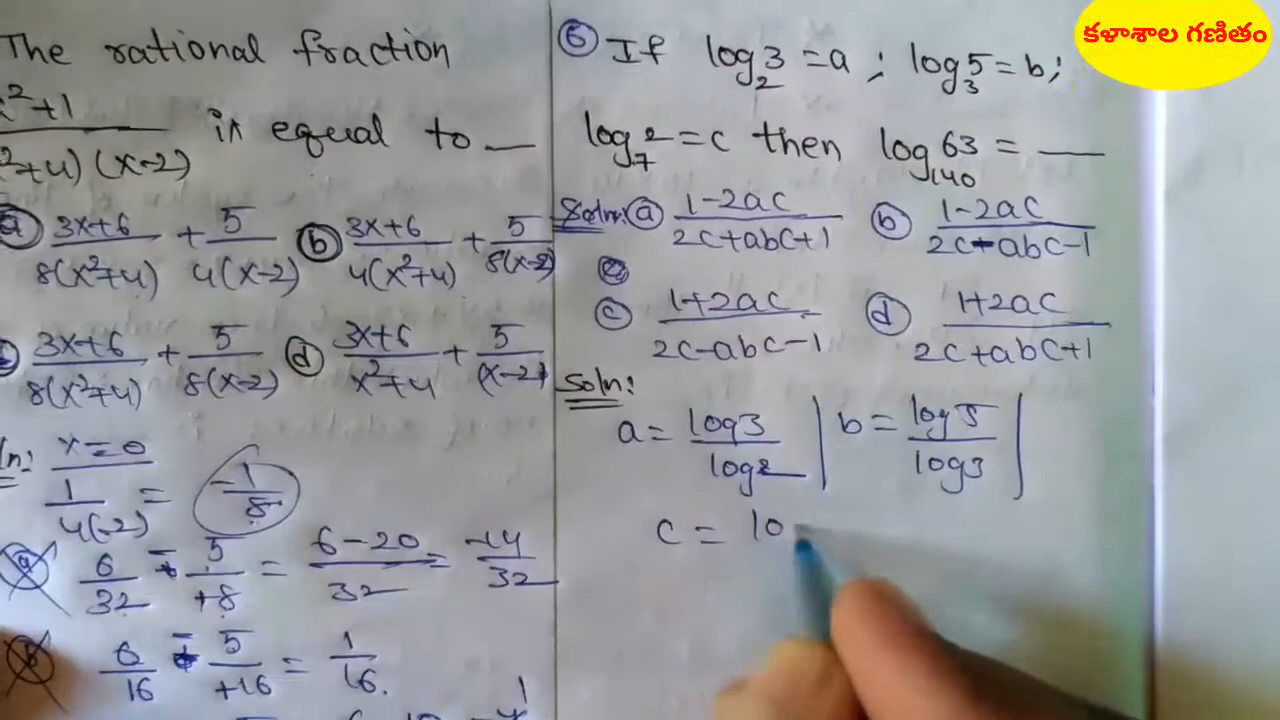 The rational fraction
x²+1 / (x²+4)(x-2) is equal to __
ⓐ 3x+6 / 8(x²+4) + 5 / 4(x-2) ⓑ 3x+6 / 4(x²+4) + 5 / 8(x-2)
3x+6 / 8(x²+4) + 5 / 8(x-2) ⓓ 3x+6 / x²+4 + 5 / (x-2)
ln: x=0
1 / 4(-2) = -1/8
ⓐ 6/32 - 5/+8 = 6-20 / 32 = -14 / 32
ⓑ 6/16 - 5/+16 = 1/16.
కళాశాల గణితం
⑥ If log₂3 = a ; log₃5 = b ;
log₇2 = c then log₁₄₀63 = __
Soln: ⓐ 1-2ac / 2c+abc+1 ⓑ 1-2ac / 2c-abc-1
ⓒ 1+2ac / 2c-abc-1 ⓓ 1+2ac / 2c+abc+1
Soln:
a = log3 / log2 | b = log5 / log3 |
c = lo